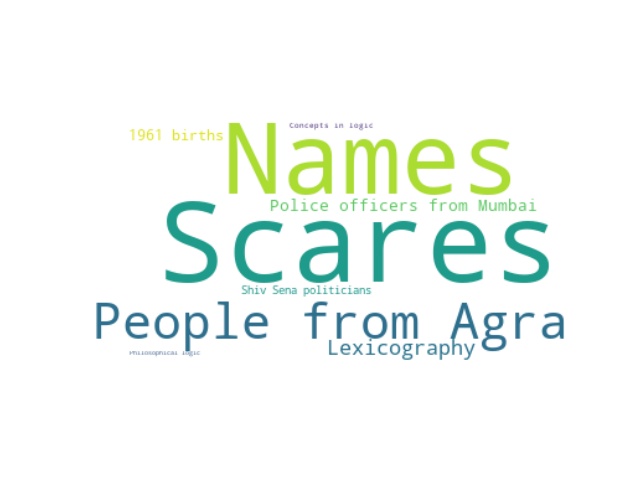 Concepts in logic
1961 births
Names
Police officers from Mumbai
Scares
Shiv Sena politicians
People from Agra
Lexicography
Philosophical logic